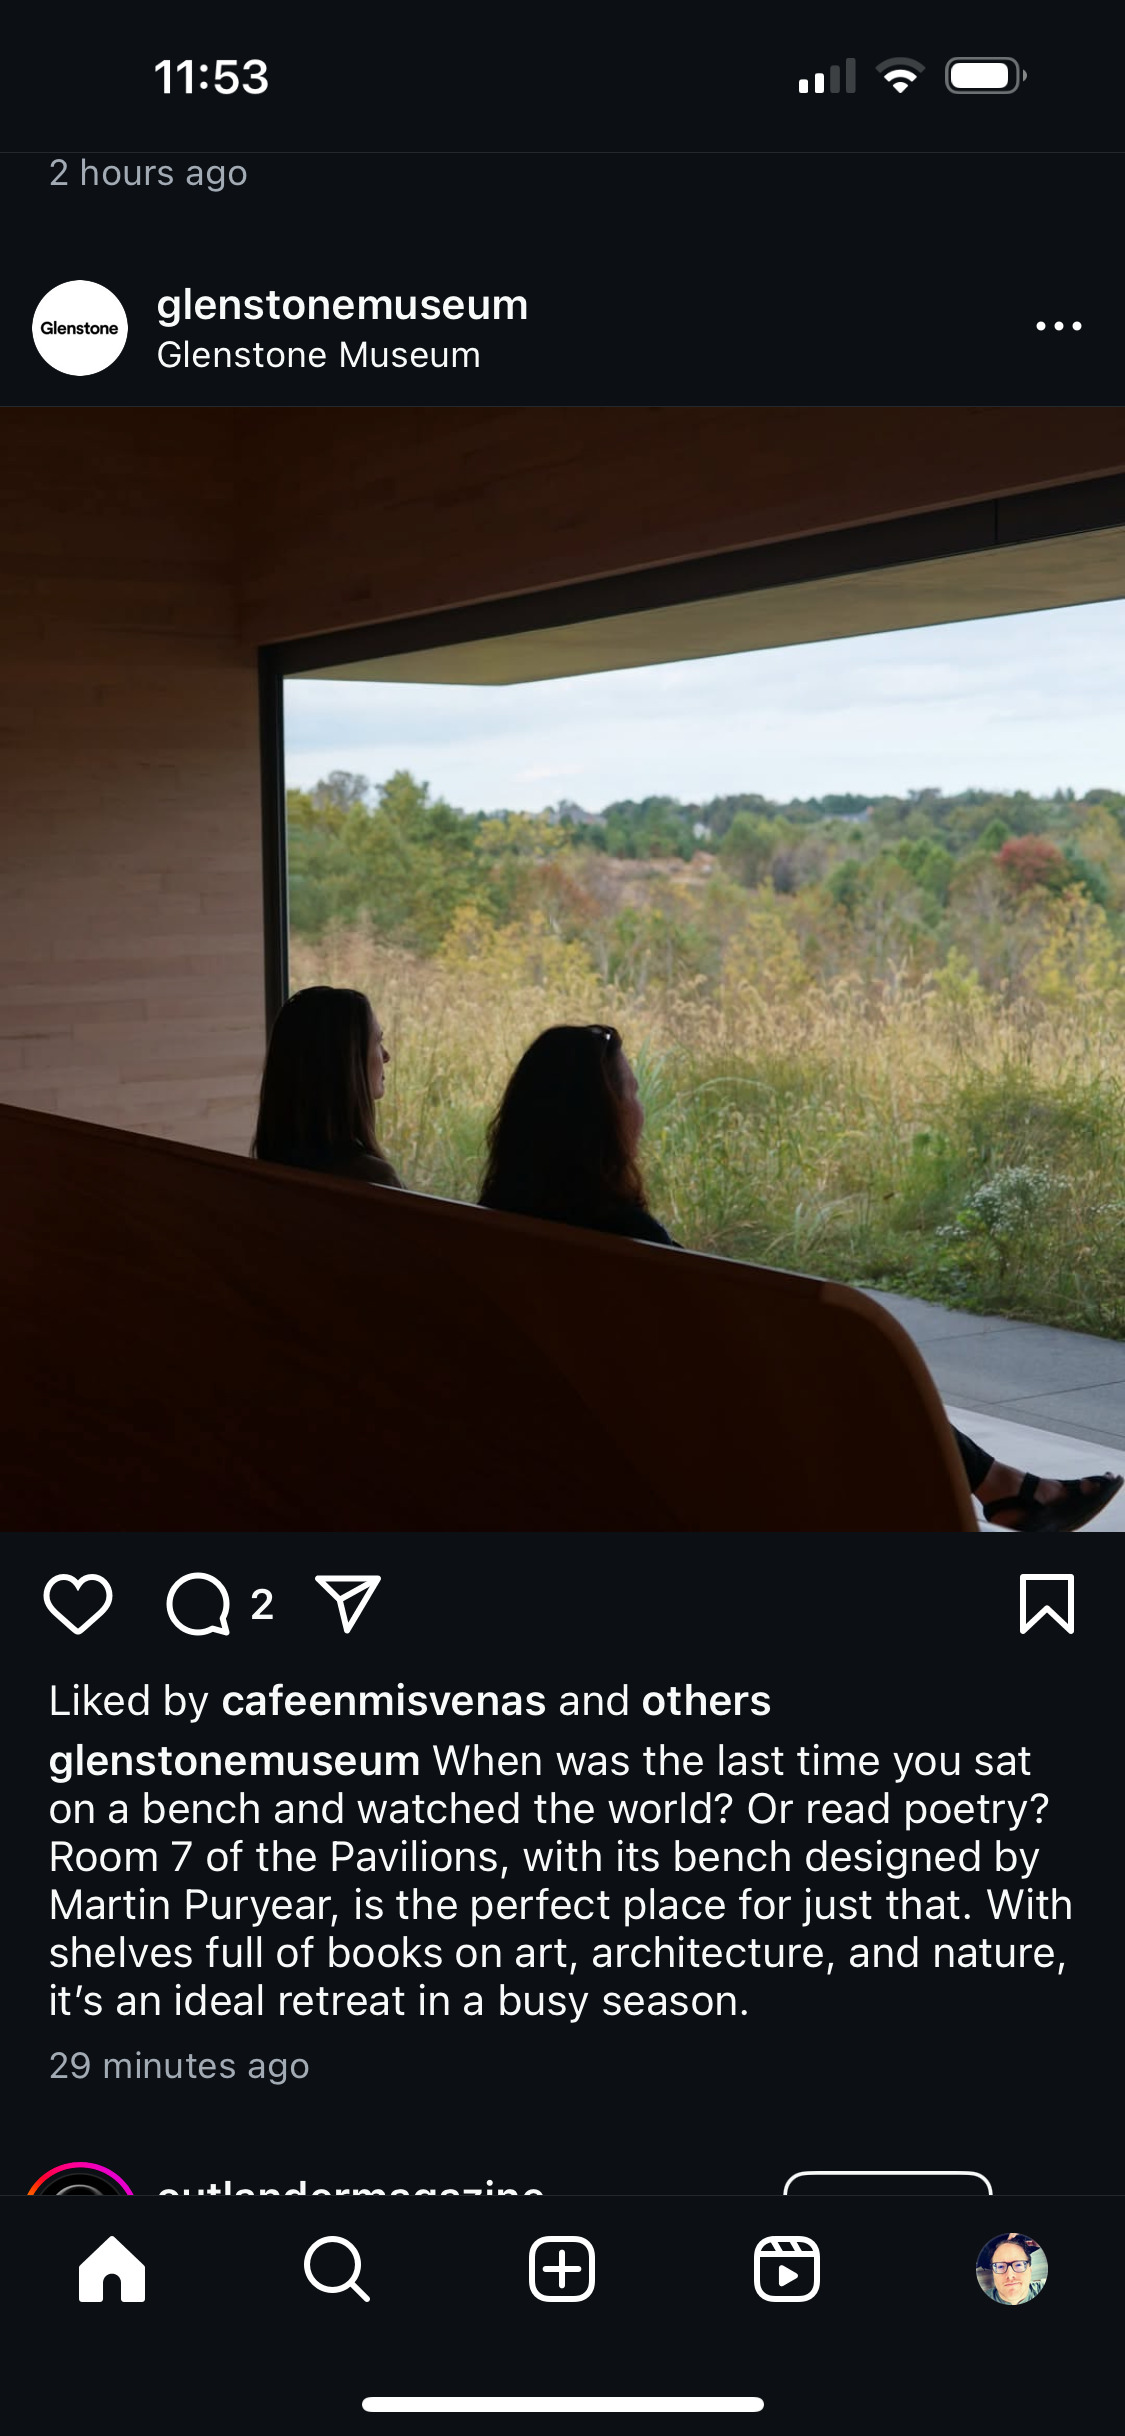 11:53
2 hours ago
Glenstone
glenstonemuseum
Glenstone Museum
2
Liked by cafeenmisvenas and others
glenstonemuseum When was the last time you sat
on a bench and watched the world? Or read poetry?
Room 7 of the Pavilions, with its bench designed by
Martin Puryear, is the perfect place for just that. With
shelves full of books on art, architecture, and nature,
it’s an ideal retreat in a busy season.
29 minutes ago
outlandermagazine